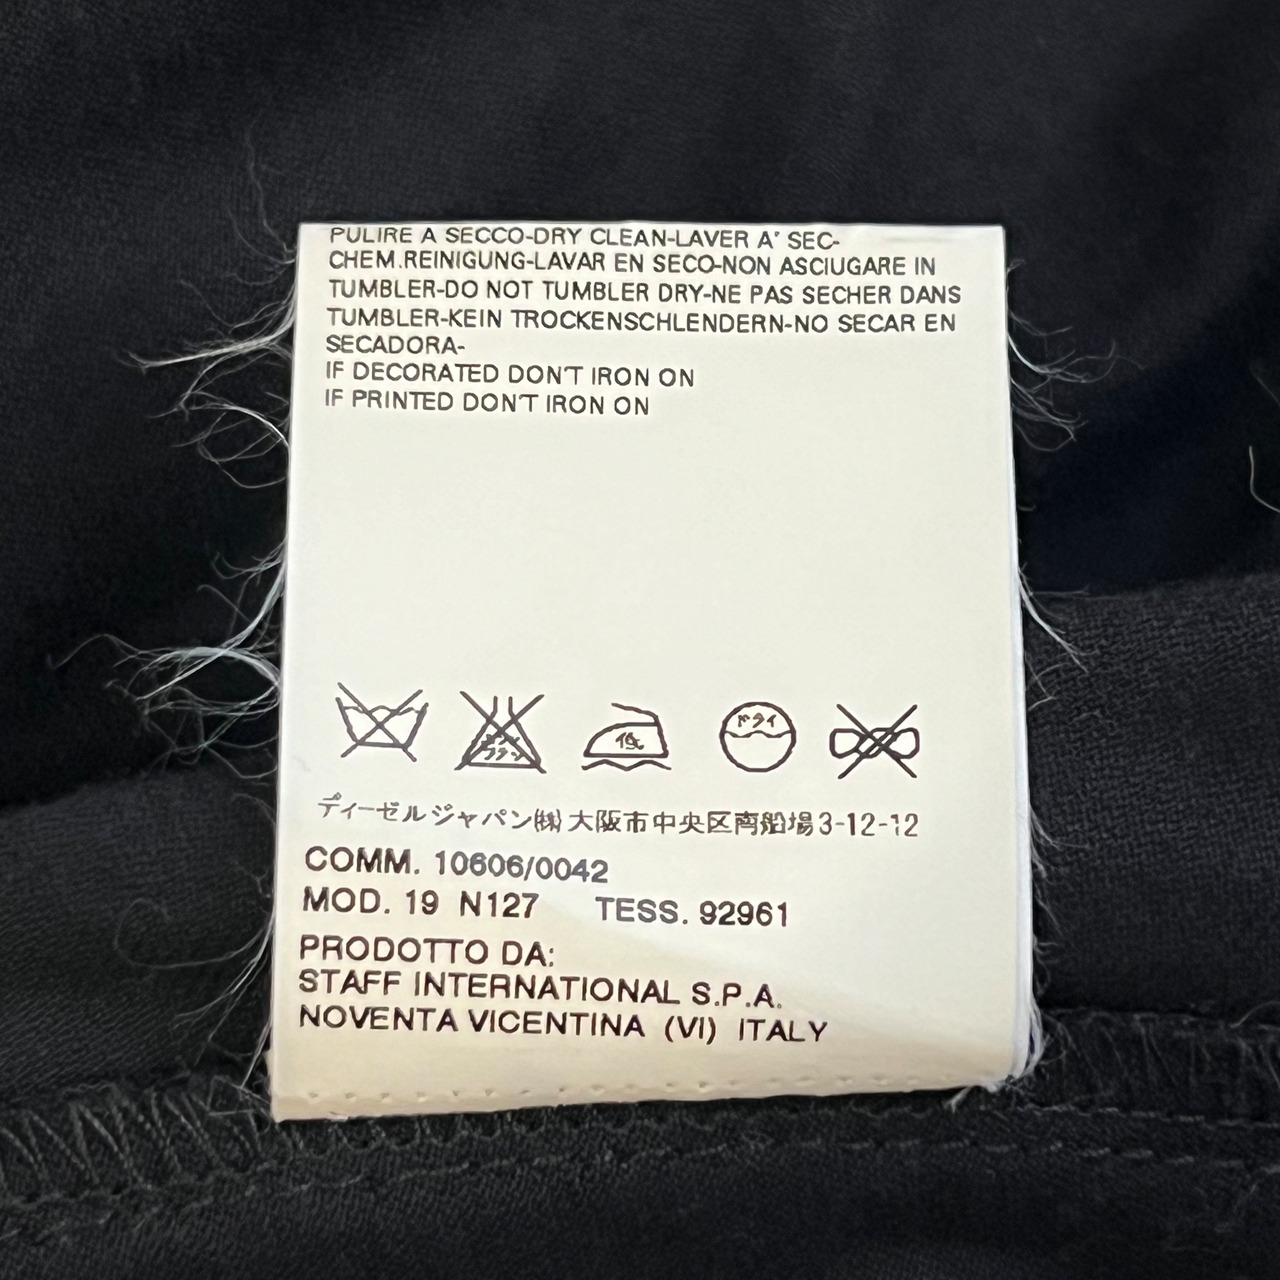 PULIRE A SECCO-DRY CLEAN-LAVER A' SEC-
CHEM.REINIGUNG-LAVAR EN SECO-NON ASCIUGARE IN
TUMBLER-DO NOT TUMBLER DRY-NE PAS SECHER DANS
TUMBLER-KEIN TROCKENSCHLENDERN-NO SECAR EN
SECADORA-
IF DECORATED DON'T IRON ON
IF PRINTED DON'T IRON ON
低 ドライ
ディーゼルジャパン㈱大阪市中央区南船場3-12-12
COMM. 10606/0042
MOD. 19 N127 TESS. 92961
PRODOTTO DA:
STAFF INTERNATIONAL S.P.A.
NOVENTA VICENTINA (VI) ITALY